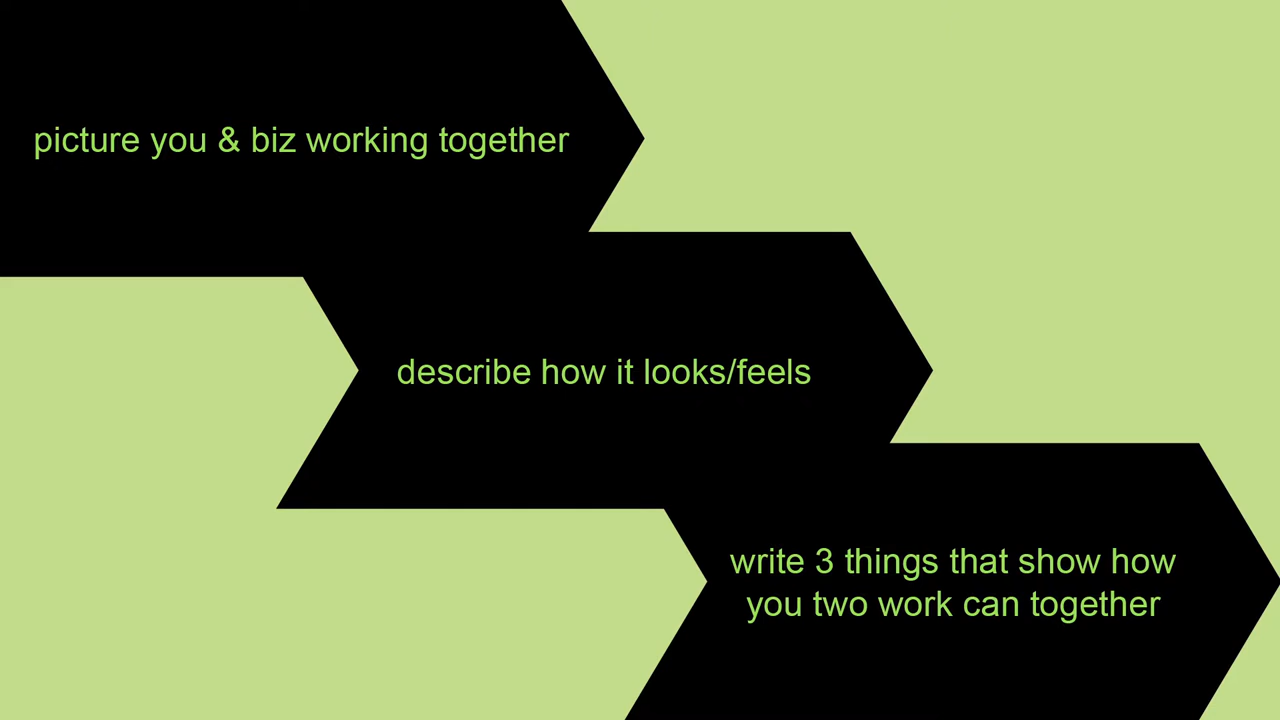 picture you & biz working together
describe how it looks/feels
write 3 things that show how
you two work can together